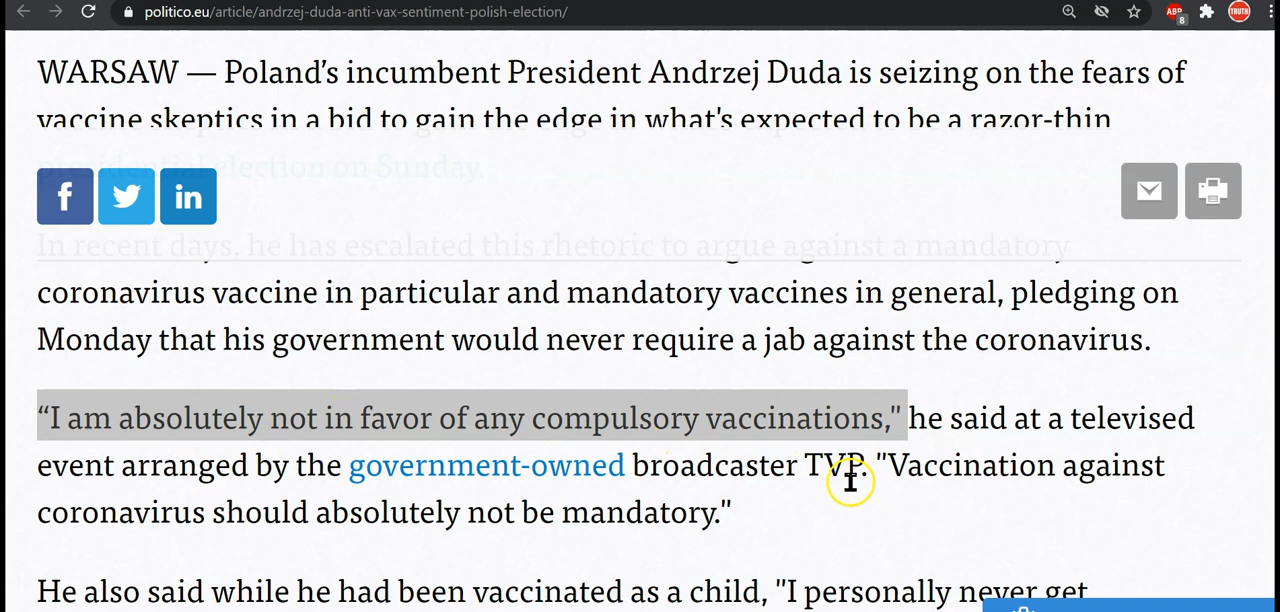 politico.eu/article/andrzej-duda-anti-vax-sentiment-polish-election/
ABP
8
TRUTH
WARSAW — Poland's incumbent President Andrzej Duda is seizing on the fears of
vaccine skeptics in a bid to gain the edge in what's expected to be a razor-thin
presidential election on Sunday.
f
in
In recent days, he has escalated this rhetoric to argue against a mandatory
coronavirus vaccine in particular and mandatory vaccines in general, pledging on
Monday that his government would never require a jab against the coronavirus.
“I am absolutely not in favor of any compulsory vaccinations," he said at a televised
event arranged by the government-owned broadcaster TVP. "Vaccination against
coronavirus should absolutely not be mandatory."
He also said while he had been vaccinated as a child, "I personally never get